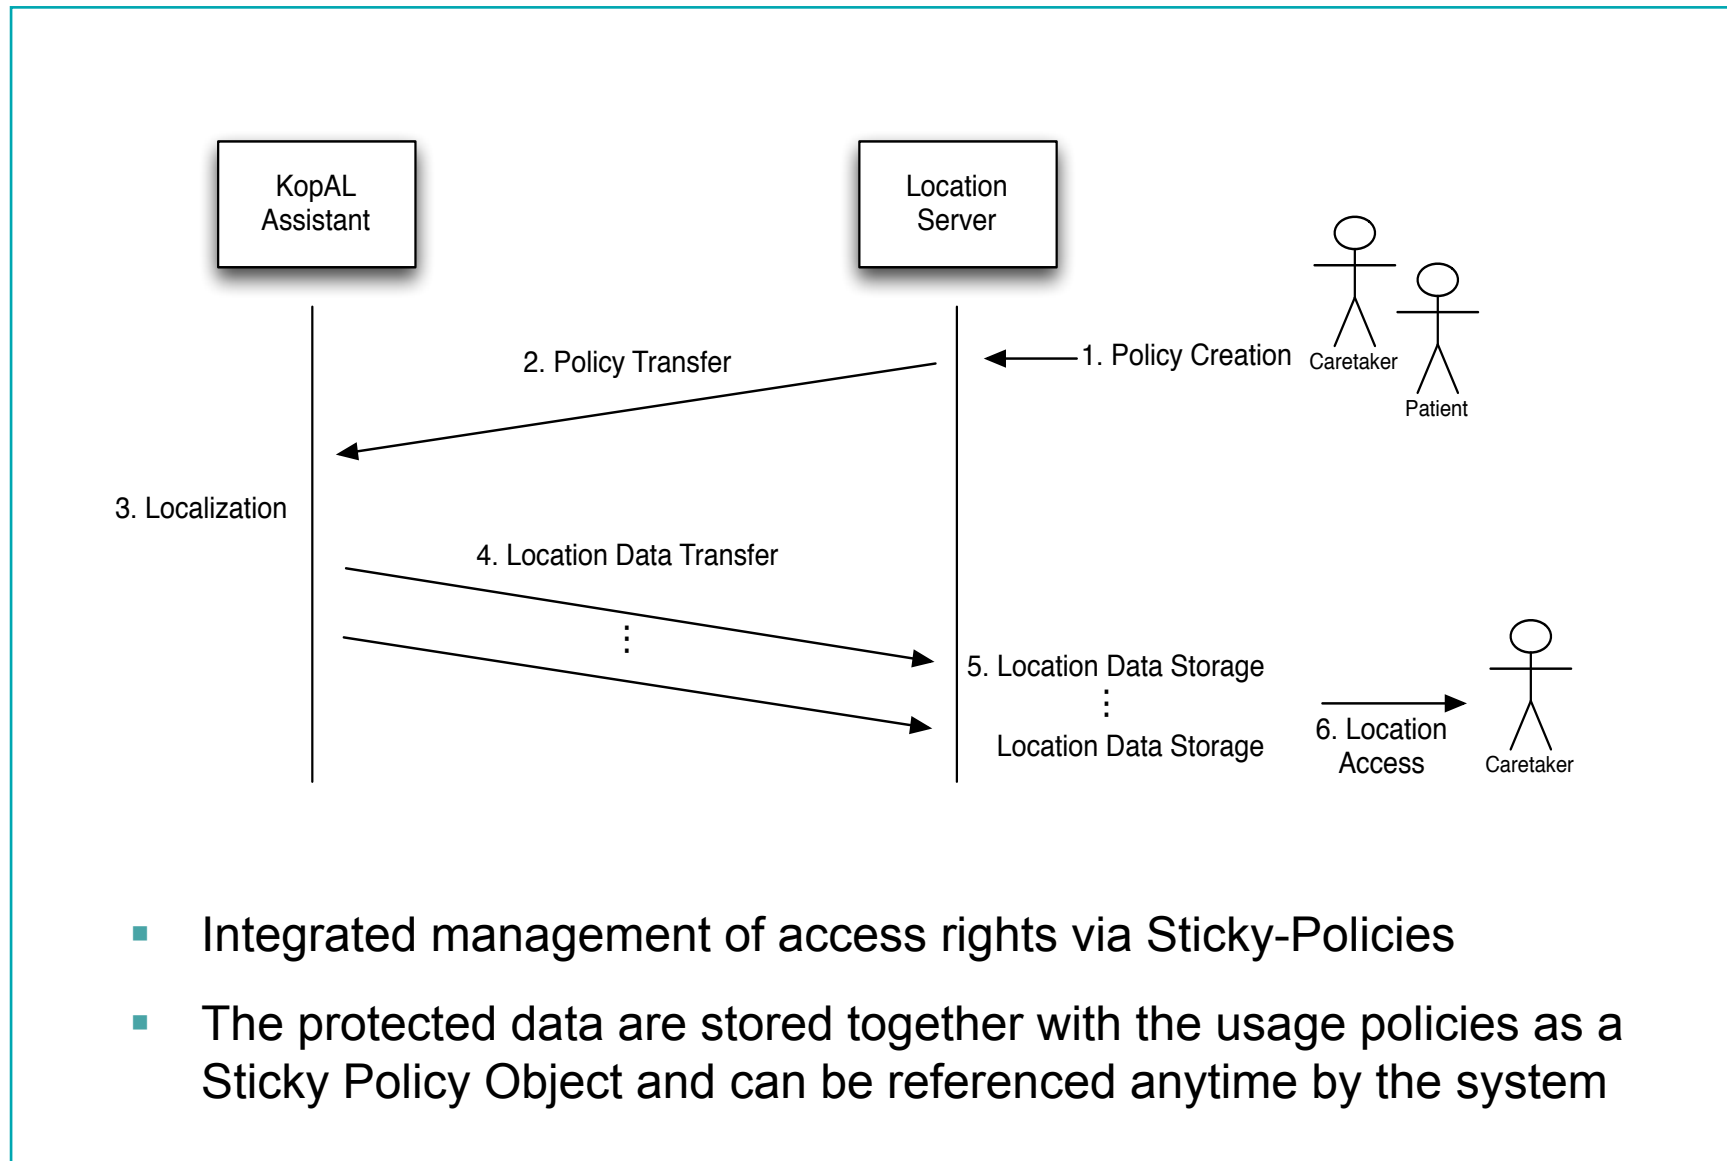 KopAL
Assistant
Location
Server
2. Policy Transfer
1. Policy Creation
Caretaker
Patient
3. Localization
4. Location Data Transfer
5. Location Data Storage
Location Data Storage
6. Location
Access
Caretaker
Integrated management of access rights via Sticky-Policies
The protected data are stored together with the usage policies as a
Sticky Policy Object and can be referenced anytime by the system